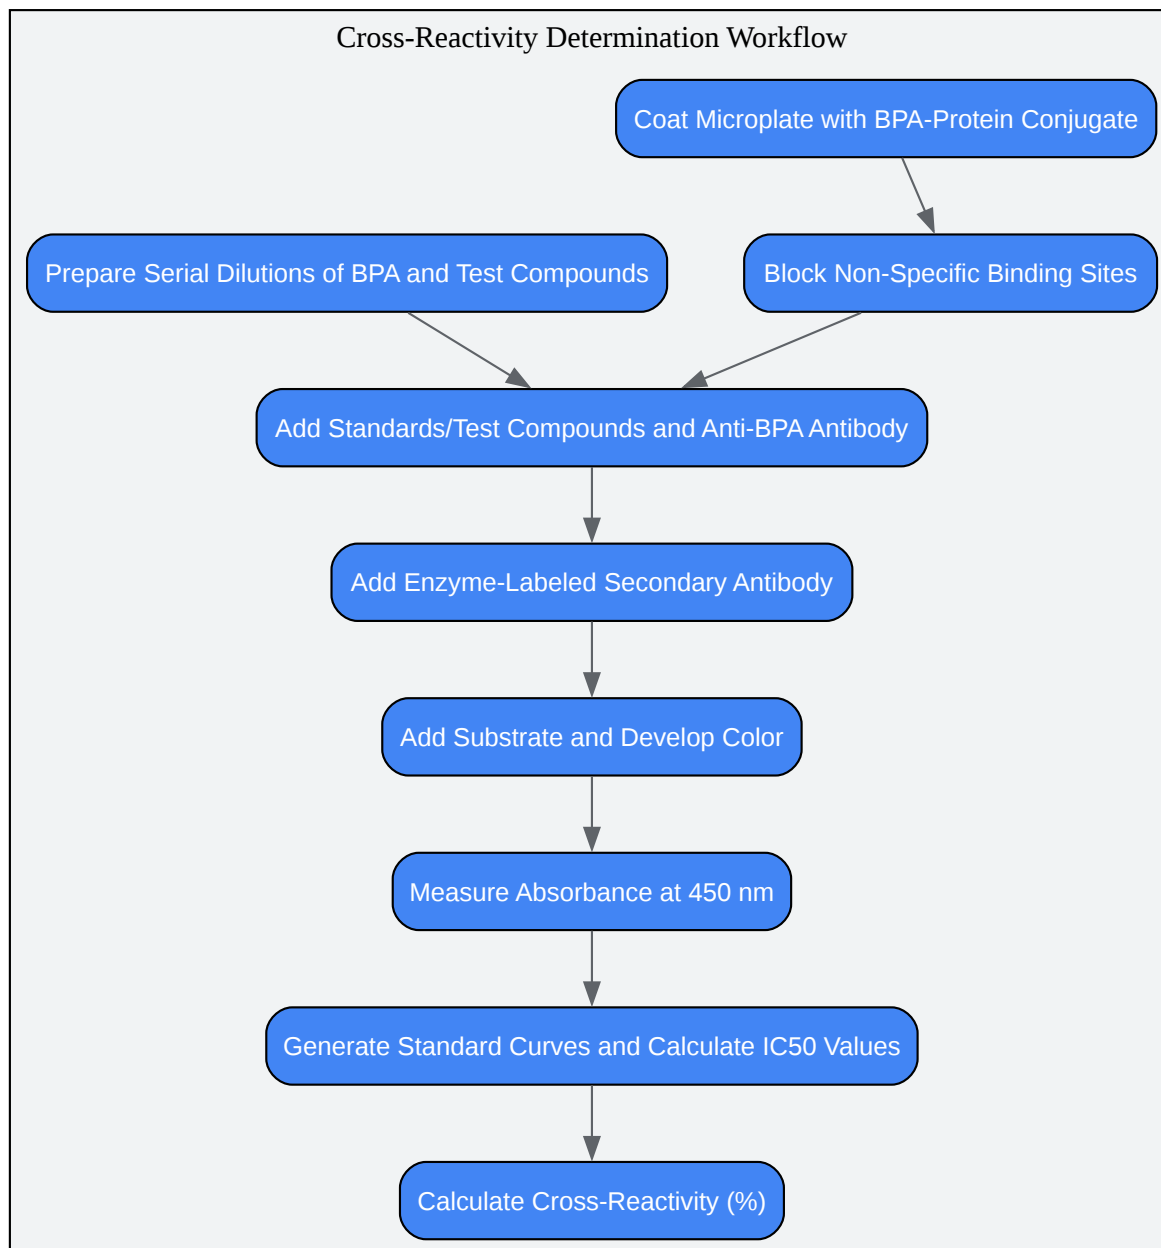 Cross-Reactivity Determination Workflow
Coat Microplate with BPA-Protein Conjugate
Prepare Serial Dilutions of BPA and Test Compounds
Block Non-Specific Binding Sites
Add Standards/Test Compounds and Anti-BPA Antibody
Add Enzyme-Labeled Secondary Antibody
Add Substrate and Develop Color
Measure Absorbance at 450 nm
Generate Standard Curves and Calculate IC50 Values
Calculate Cross-Reactivity (%)